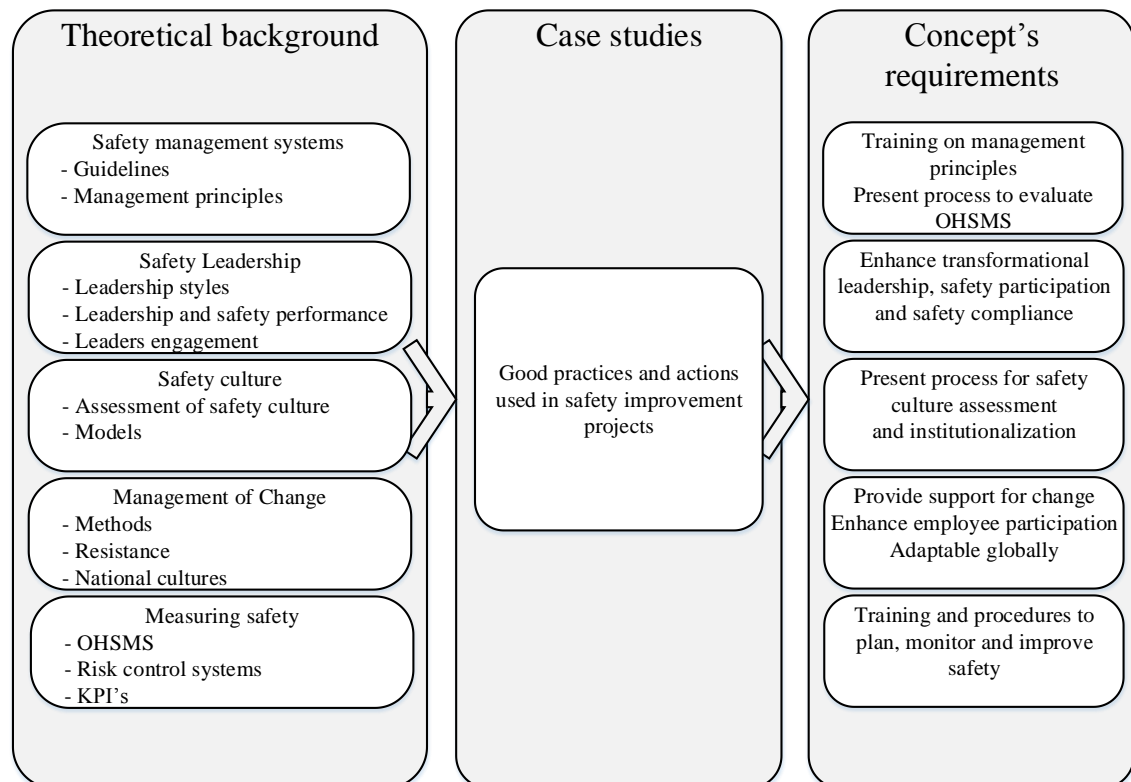 Theoretical background
Safety management systems
- Guidelines
- Management principles
Safety Leadership
- Leadership styles
- Leadership and safety performance
- Leaders engagement
Safety culture
- Assessment of safety culture
- Models
Management of Change
- Methods
- Resistance
- National cultures
Measuring safety
- OHSMS
- Risk control systems
- KPI’s
Case studies
Good practices and actions
used in safety improvement
projects
Concept’s
requirements
Training on management
principles
Present process to evaluate
OHSMS
Enhance transformational
leadership, safety participation
and safety compliance
Present process for safety
culture assessment
and institutionalization
Provide support for change
Enhance employee participation
Adaptable globally
Training and procedures to
plan, monitor and improve
safety